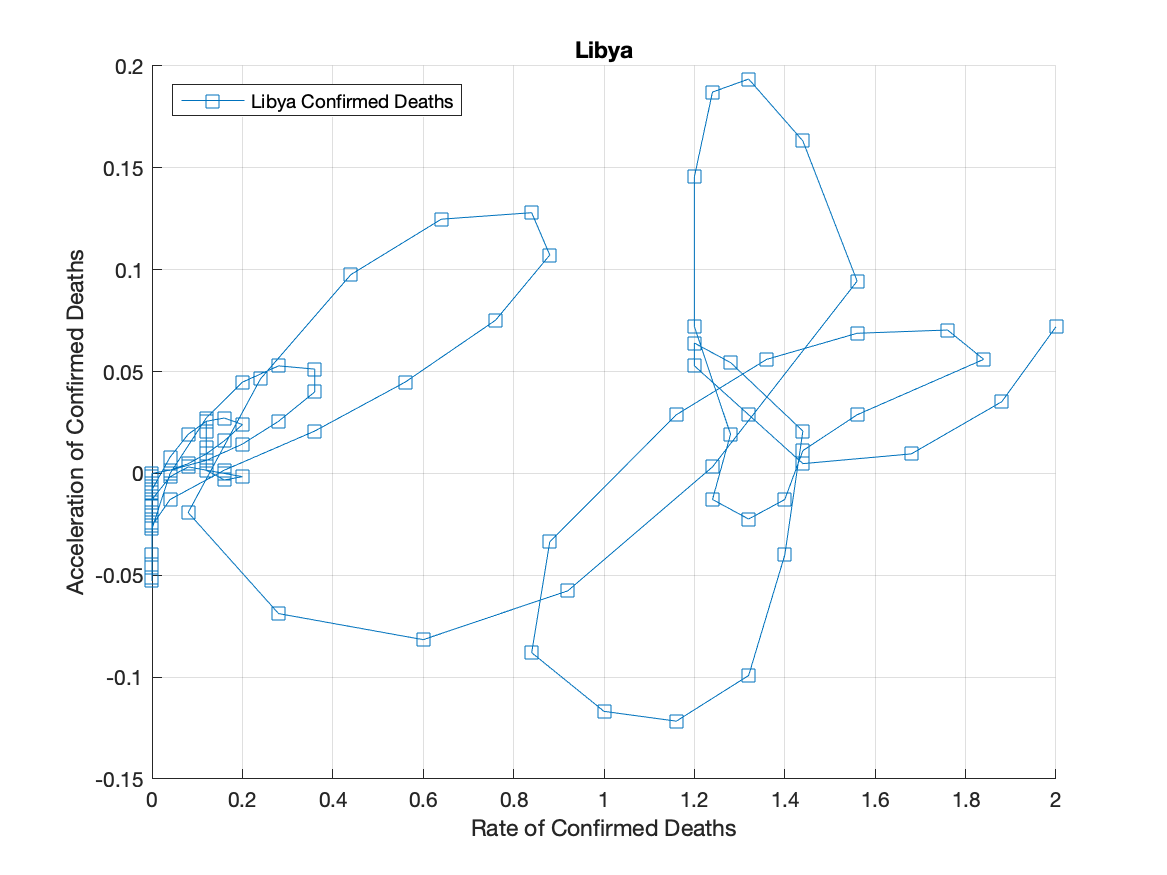 Libya
Libya Confirmed Deaths
0.2
0.15
0.1
0.05
0
-0.05
-0.1
-0.15
Acceleration of Confirmed Deaths
0 0.2 0.4 0.6 0.8 1 1.2 1.4 1.6 1.8 2
Rate of Confirmed Deaths